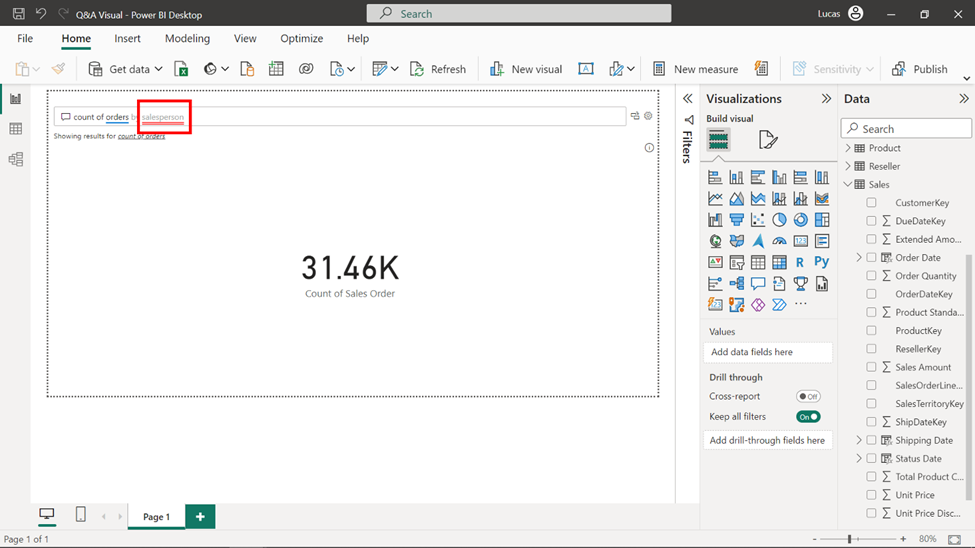 Q&A Visual - Power BI Desktop
Search
Lucas
File
Home
Insert
Modeling
View
Optimize
Help
Get data
Refresh
New visual
New measure
Sensitivity
Publish
count of orders by salesperson
Showing results for count of orders
31.46K
Count of Sales Order
Filters
Visualizations
Build visual
R
Py
123
Values
Add data fields here
Drill through
Cross-report
Off
Keep all filters
On
Add drill-through fields here
Data
Search
Product
Reseller
Sales
CustomerKey
DueDateKey
Extended Amo...
Order Date
Order Quantity
OrderDateKey
Product Standa...
ProductKey
ResellerKey
Sales Amount
SalesOrderLine...
SalesTerritoryKey
ShipDateKey
Shipping Date
Status Date
Total Product C...
Unit Price
Unit Price Disc...
Page 1
Page 1 of 1
80%